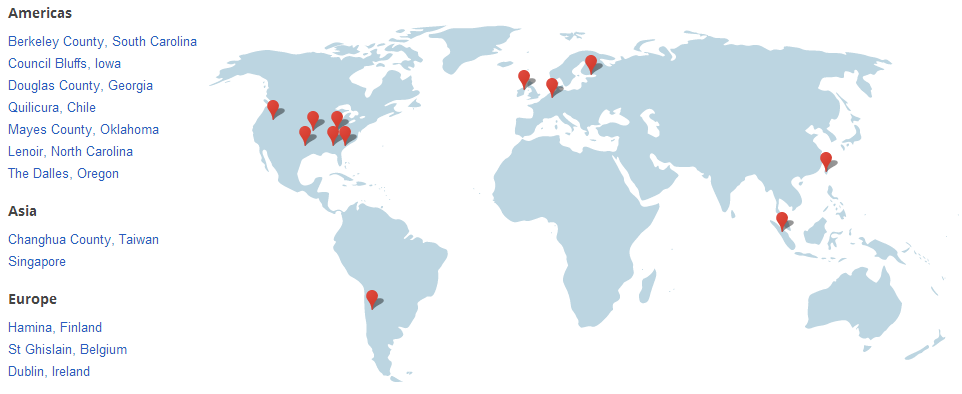 Americas
Berkeley County, South Carolina
Council Bluffs, Iowa
Douglas County, Georgia
Quilicura, Chile
Mayes County, Oklahoma
Lenoir, North Carolina
The Dalles, Oregon
Asia
Changhua County, Taiwan
Singapore
Europe
Hamina, Finland
St Ghislain, Belgium
Dublin, Ireland